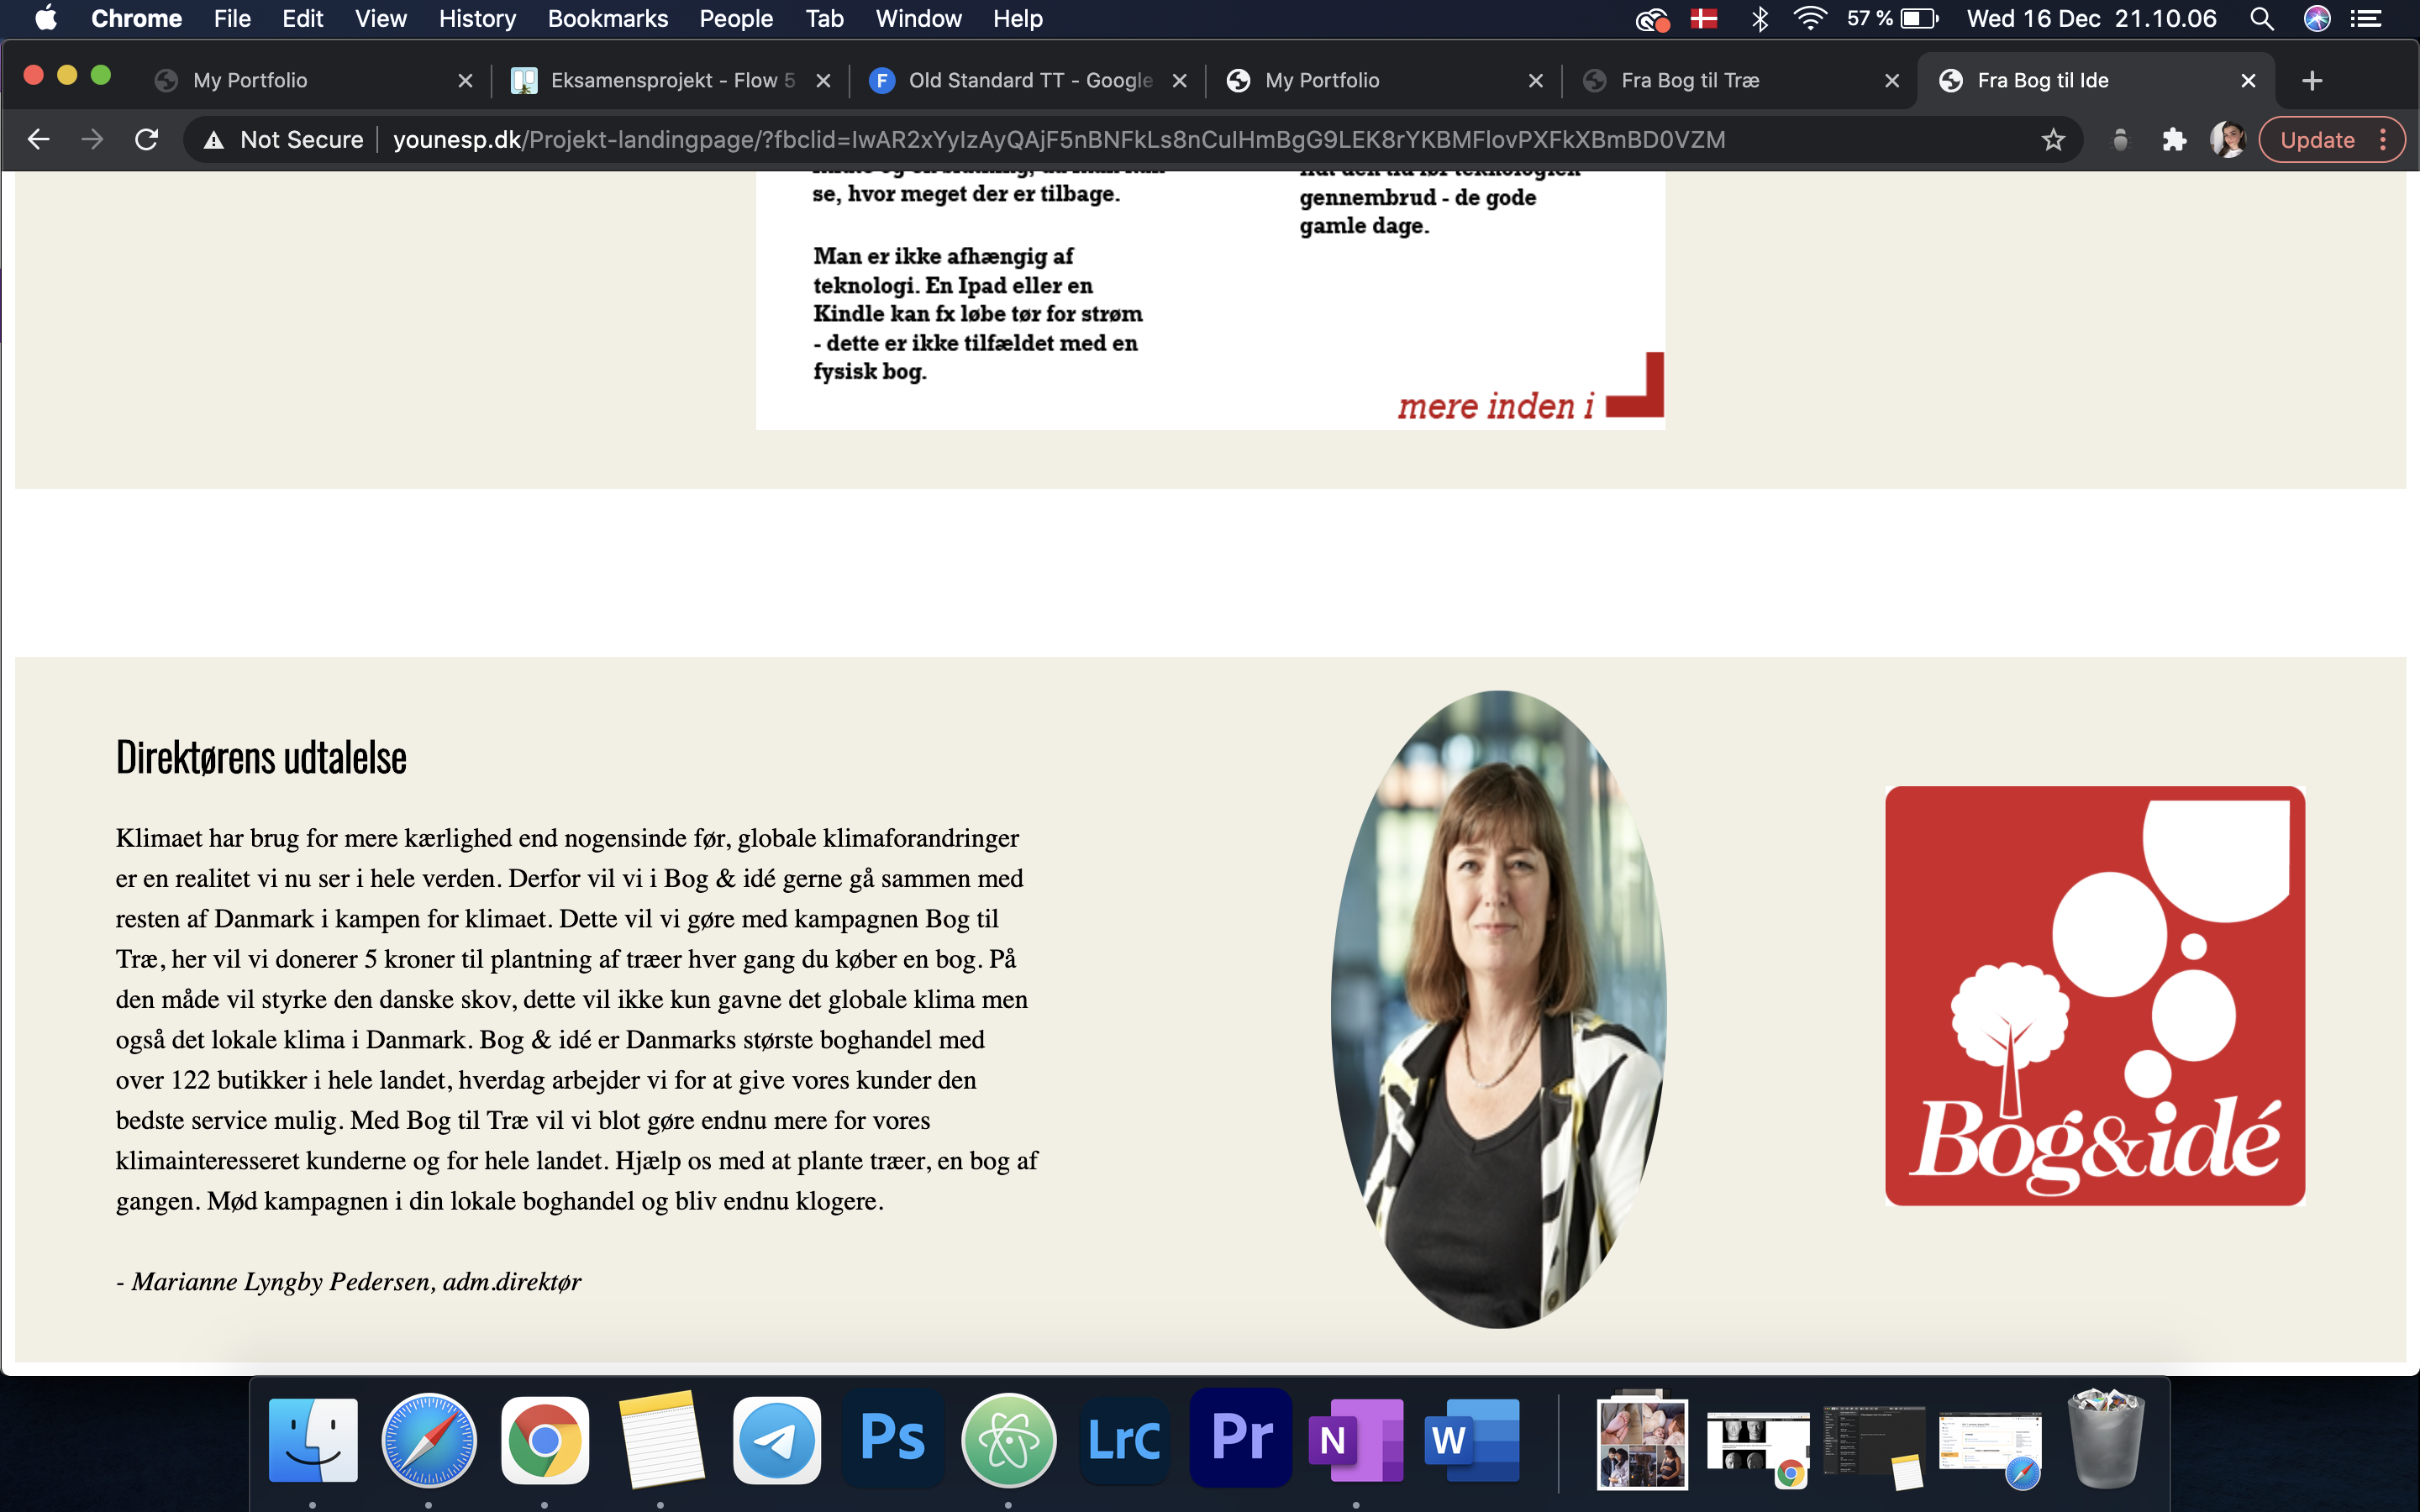 Chrome File Edit View History Bookmarks People Tab Window Help 57 % Wed 16 Dec 21.10.06
My Portfolio Eksamensprojekt - Flow 5 F Old Standard TT - Google My Portfolio Fra Bog til Træ Fra Bog til Ide
Not Secure younesp.dk/Projekt-landingpage/?fbclid=IwAR2xYyIzAyQAjF5nBNFkLs8nCuIHmBgG9LEK8rYKBMFlovPXFkXBmBD0VZM Update
se, hvor meget der er tilbage.
Man er ikke afhængig af
teknologi. En Ipad eller en
Kindle kan fx løbe tør for strøm
- dette er ikke tilfældet med en
fysisk bog.
gennembrud - de gode
gamle dage.
mere inden i
Direktørens udtalelse
Klimaet har brug for mere kærlighed end nogensinde før, globale klimaforandringer
er en realitet vi nu ser i hele verden. Derfor vil vi i Bog & idé gerne gå sammen med
resten af Danmark i kampen for klimaet. Dette vil vi gøre med kampagnen Bog til
Træ, her vil vi donerer 5 kroner til plantning af træer hver gang du køber en bog. På
den måde vil styrke den danske skov, dette vil ikke kun gavne det globale klima men
også det lokale klima i Danmark. Bog & idé er Danmarks største boghandel med
over 122 butikker i hele landet, hverdag arbejder vi for at give vores kunder den
bedste service mulig. Med Bog til Træ vil vi blot gøre endnu mere for vores
klimainteresseret kunderne og for hele landet. Hjælp os med at plante træer, en bog af
gangen. Mød kampagnen i din lokale boghandel og bliv endnu klogere.
- Marianne Lyngby Pedersen, adm.direktør
Bog&idé
Ps LrC Pr N W